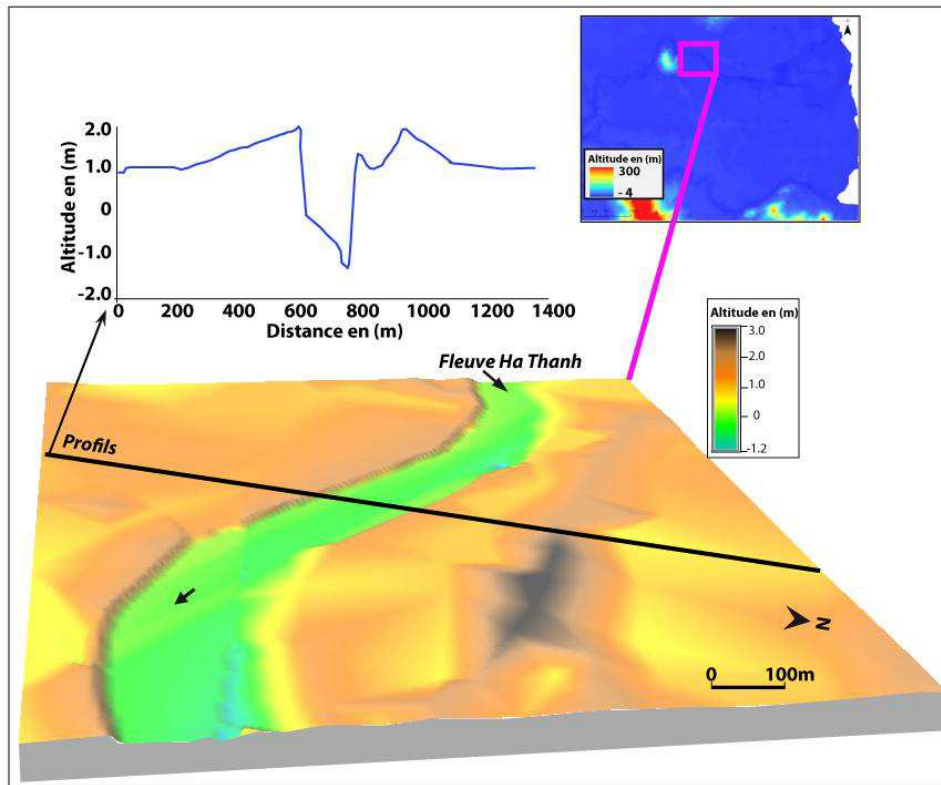 Altitude en (m)
300
- 4
2.0
1.0
0
-1.0
-2.0
Altitude en (m)
0 200 400 600 800 1000 1200 1400
Distance en (m)
Altitude en (m)
3.0
2.0
1.0
0
-1.2
Fleuve Ha Thanh
Profils
N
0 100m